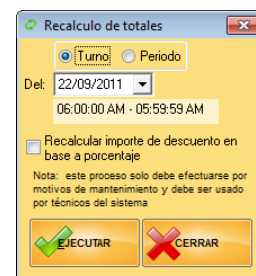 Recalculo de totales
Turno Periodo
Del: 22/09/2011
06:00:00 AM - 05:59:59 AM
Recalcular importe de descuento en
base a porcentaje
Nota: este proceso solo debe efectuarse por
motivos de mantenimiento y debe ser usado
por técnicos del sistema
EJECUTAR CERRAR